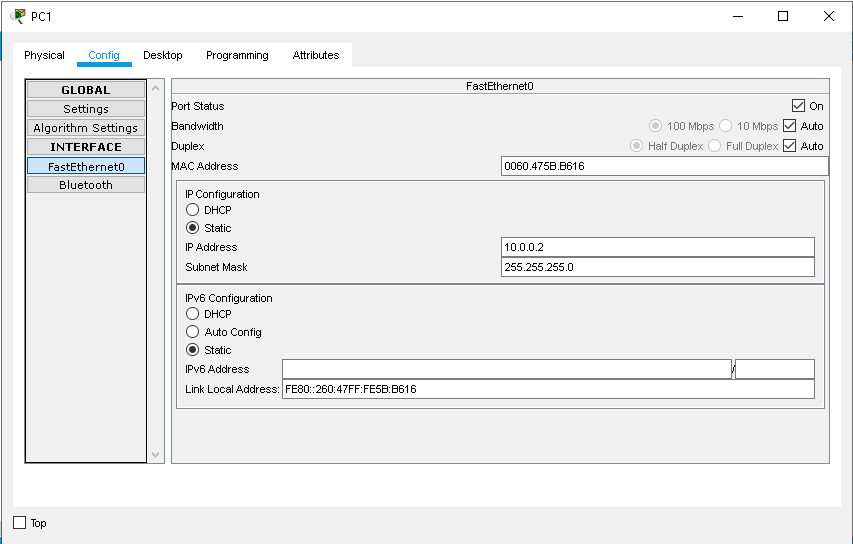 PC1
Physical Config Desktop Programming Attributes
GLOBAL
Settings
Algorithm Settings
INTERFACE
FastEthernet0
Bluetooth
FastEthernet0
Port Status On
Bandwidth 100 Mbps 10 Mbps Auto
Duplex Half Duplex Full Duplex Auto
MAC Address 0060.475B.B616
IP Configuration
DHCP
Static
IP Address 10.0.0.2
Subnet Mask 255.255.255.0
IPv6 Configuration
DHCP
Auto Config
Static
IPv6 Address /
Link Local Address: FE80::260:47FF:FE5B:B616
Top